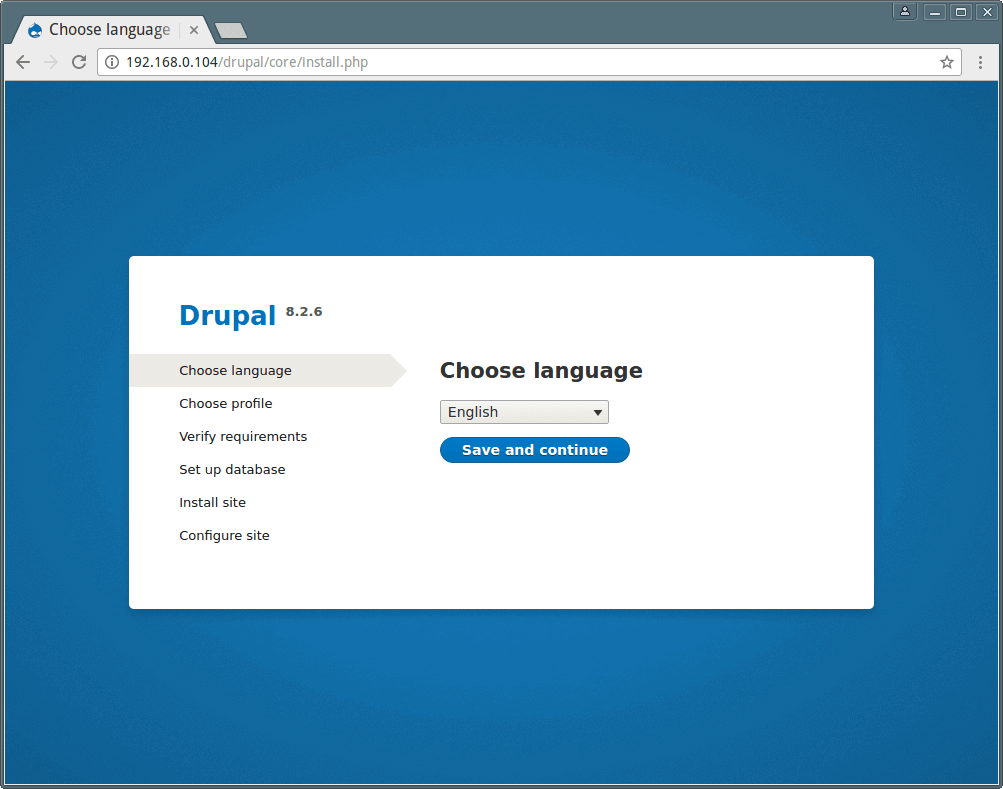 Choose language
192.168.0.104/drupal/core/install.php
Drupal 8.2.6
Choose language
Choose profile
Verify requirements
Set up database
Install site
Configure site
Choose language
English
Save and continue